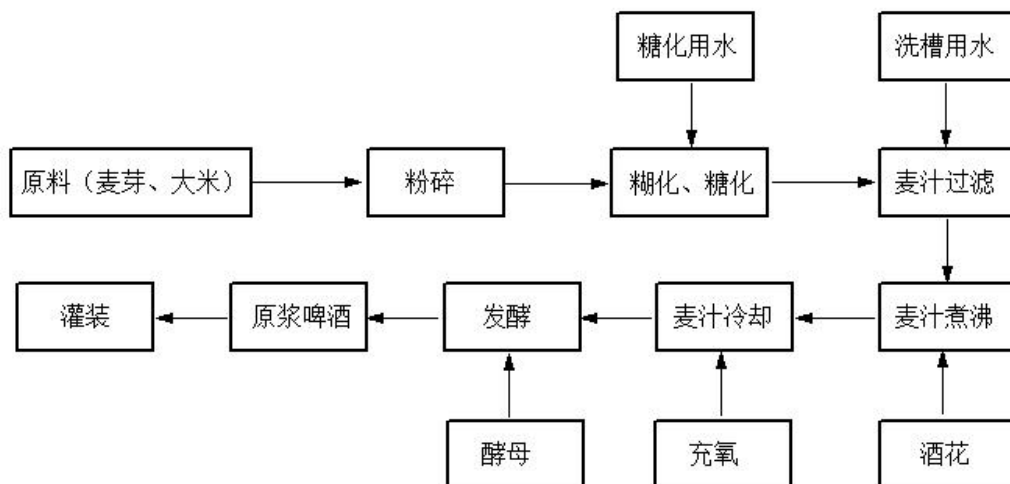 糖化用水
洗槽用水
原料（麦芽、大米）
粉碎
糊化、糖化
麦汁过滤
灌装
原浆啤酒
发酵
麦汁冷却
麦汁煮沸
酵母
充氧
酒花